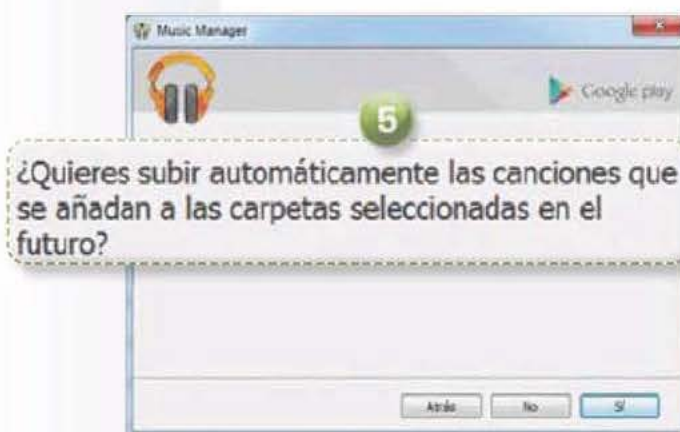 Music Manager
Google play
5
¿Quieres subir automáticamente las canciones que
se añadan a las carpetas seleccionadas en el
futuro?
Atrás No Sí